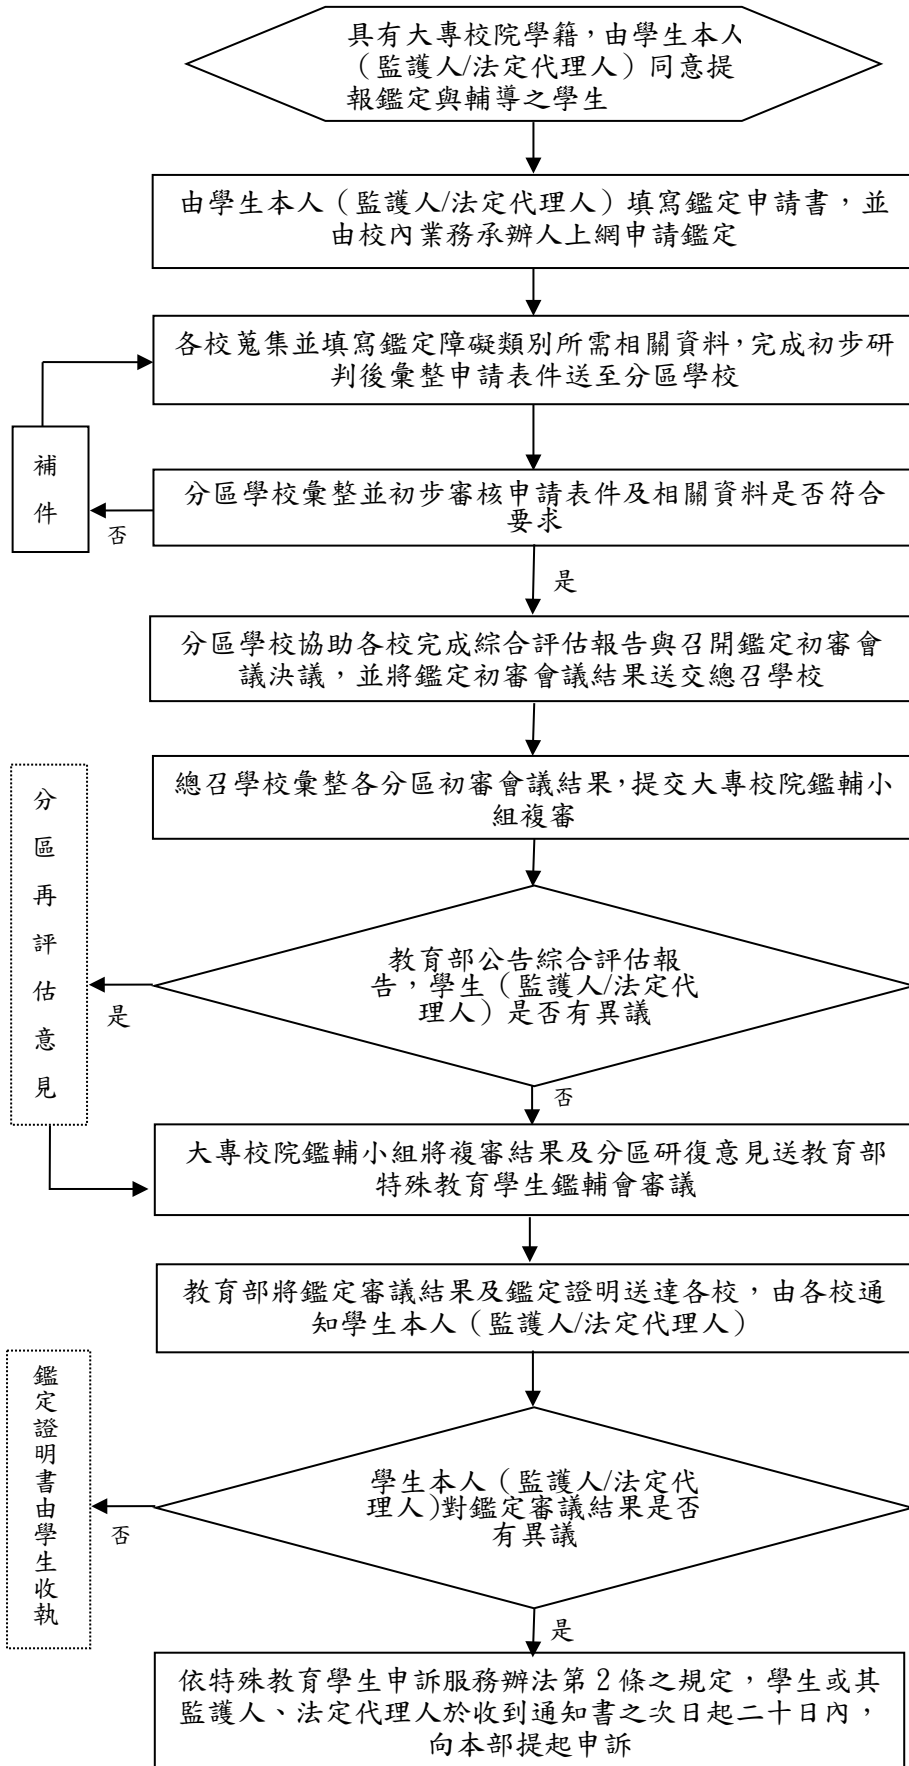 具有大專校院學籍，由學生本人
（監護人/法定代理人）同意提
報鑑定與輔導之學生
由學生本人（監護人/法定代理人）填寫鑑定申請書，並
由校內業務承辦人上網申請鑑定
各校蒐集並填寫鑑定障礙類別所需相關資料，完成初步研
判後彙整申請表件送至分區學校
補
件
分區學校彙整並初步審核申請表件及相關資料是否符合
要求
否
是
分區學校協助各校完成綜合評估報告與召開鑑定初審會
議決議，並將鑑定初審會議結果送交總召學校
總召學校彙整各分區初審會議結果，提交大專校院鑑輔小
組複審
分
區
再
評
估
意
見
教育部公告綜合評估報
告，學生（監護人/法定代
理人）是否有異議
是
否
大專校院鑑輔小組將複審結果及分區研復意見送教育部
特殊教育學生鑑輔會審議
教育部將鑑定審議結果及鑑定證明送達各校，由各校通
知學生本人（監護人/法定代理人）
鑑定證明書由學生收執
學生本人（監護人/法定代
理人)對鑑定審議結果是否
有異議
否
是
依特殊教育學生申訴服務辦法第 2 條之規定，學生或其
監護人、法定代理人於收到通知書之次日起二十日內，
向本部提起申訴